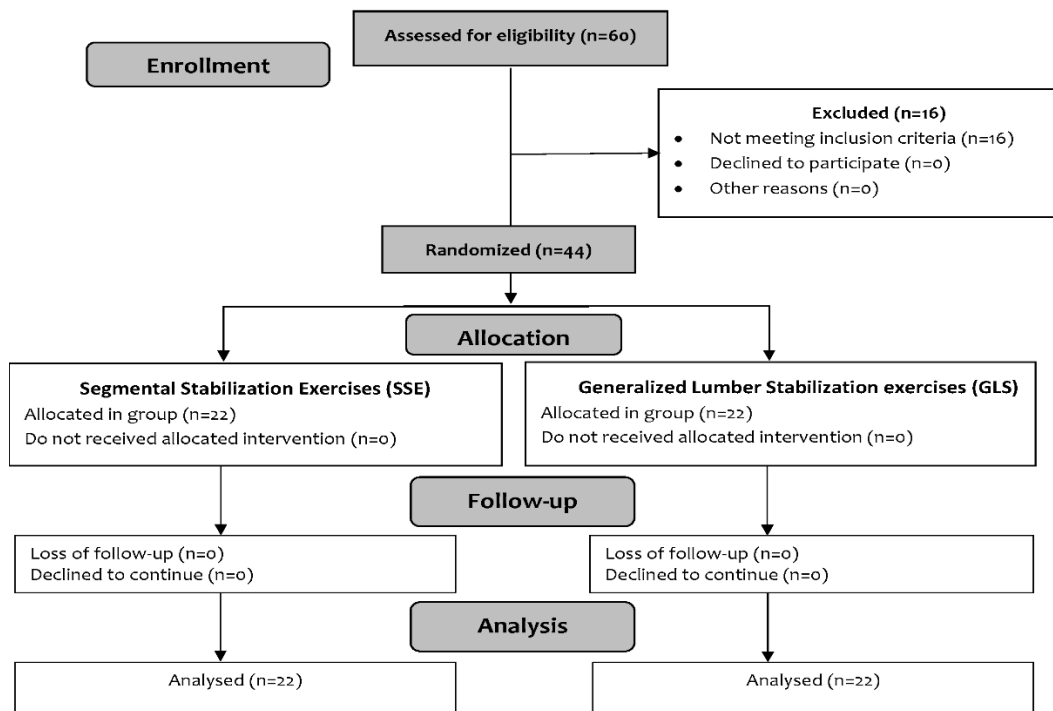 Assessed for eligibility (n=60)
Enrollment
Excluded (n=16)
• Not meeting inclusion criteria (n=16)
• Declined to participate (n=0)
• Other reasons (n=0)
Randomized (n=44)
Allocation
Segmental Stabilization Exercises (SSE)
Allocated in group (n=22)
Do not received allocated intervention (n=0)
Generalized Lumber Stabilization exercises (GLS)
Allocated in group (n=22)
Do not received allocated intervention (n=0)
Follow-up
Loss of follow-up (n=0)
Declined to continue (n=0)
Loss of follow-up (n=0)
Declined to continue (n=0)
Analysis
Analysed (n=22)
Analysed (n=22)